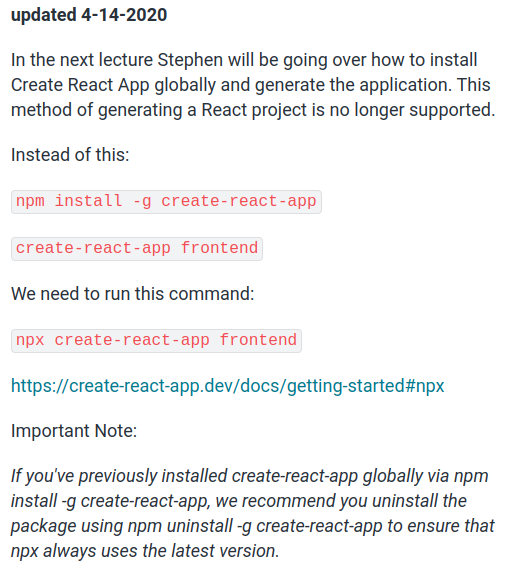 updated 4-14-2020
In the next lecture Stephen will be going over how to install
Create React App globally and generate the application. This
method of generating a React project is no longer supported.
Instead of this:
npm install -g create-react-app
create-react-app frontend
We need to run this command:
npx create-react-app frontend
https://create-react-app.dev/docs/getting-started#npx
Important Note:
If you've previously installed create-react-app globally via npm
install -g create-react-app, we recommend you uninstall the
package using npm uninstall -g create-react-app to ensure that
npx always uses the latest version.